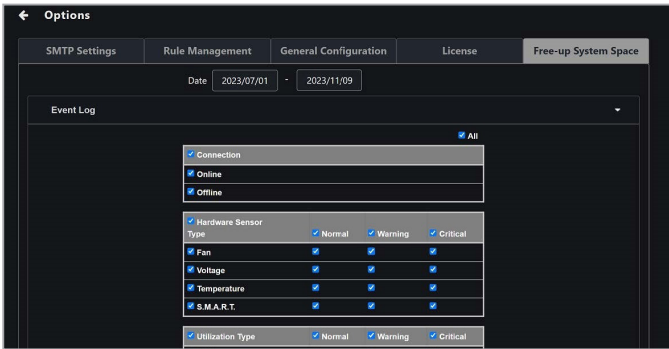 Options
SMTP Settings Rule Management General Configuration License Free-up System Space
Date 2023/07/01 - 2023/11/09
Event Log
All
Connection
Online
Offline
Hardware Sensor
Type Normal Warning Critical
Fan
Voltage
Temperature
S.M.A.R.T.
Utilization Type Normal Warning Critical